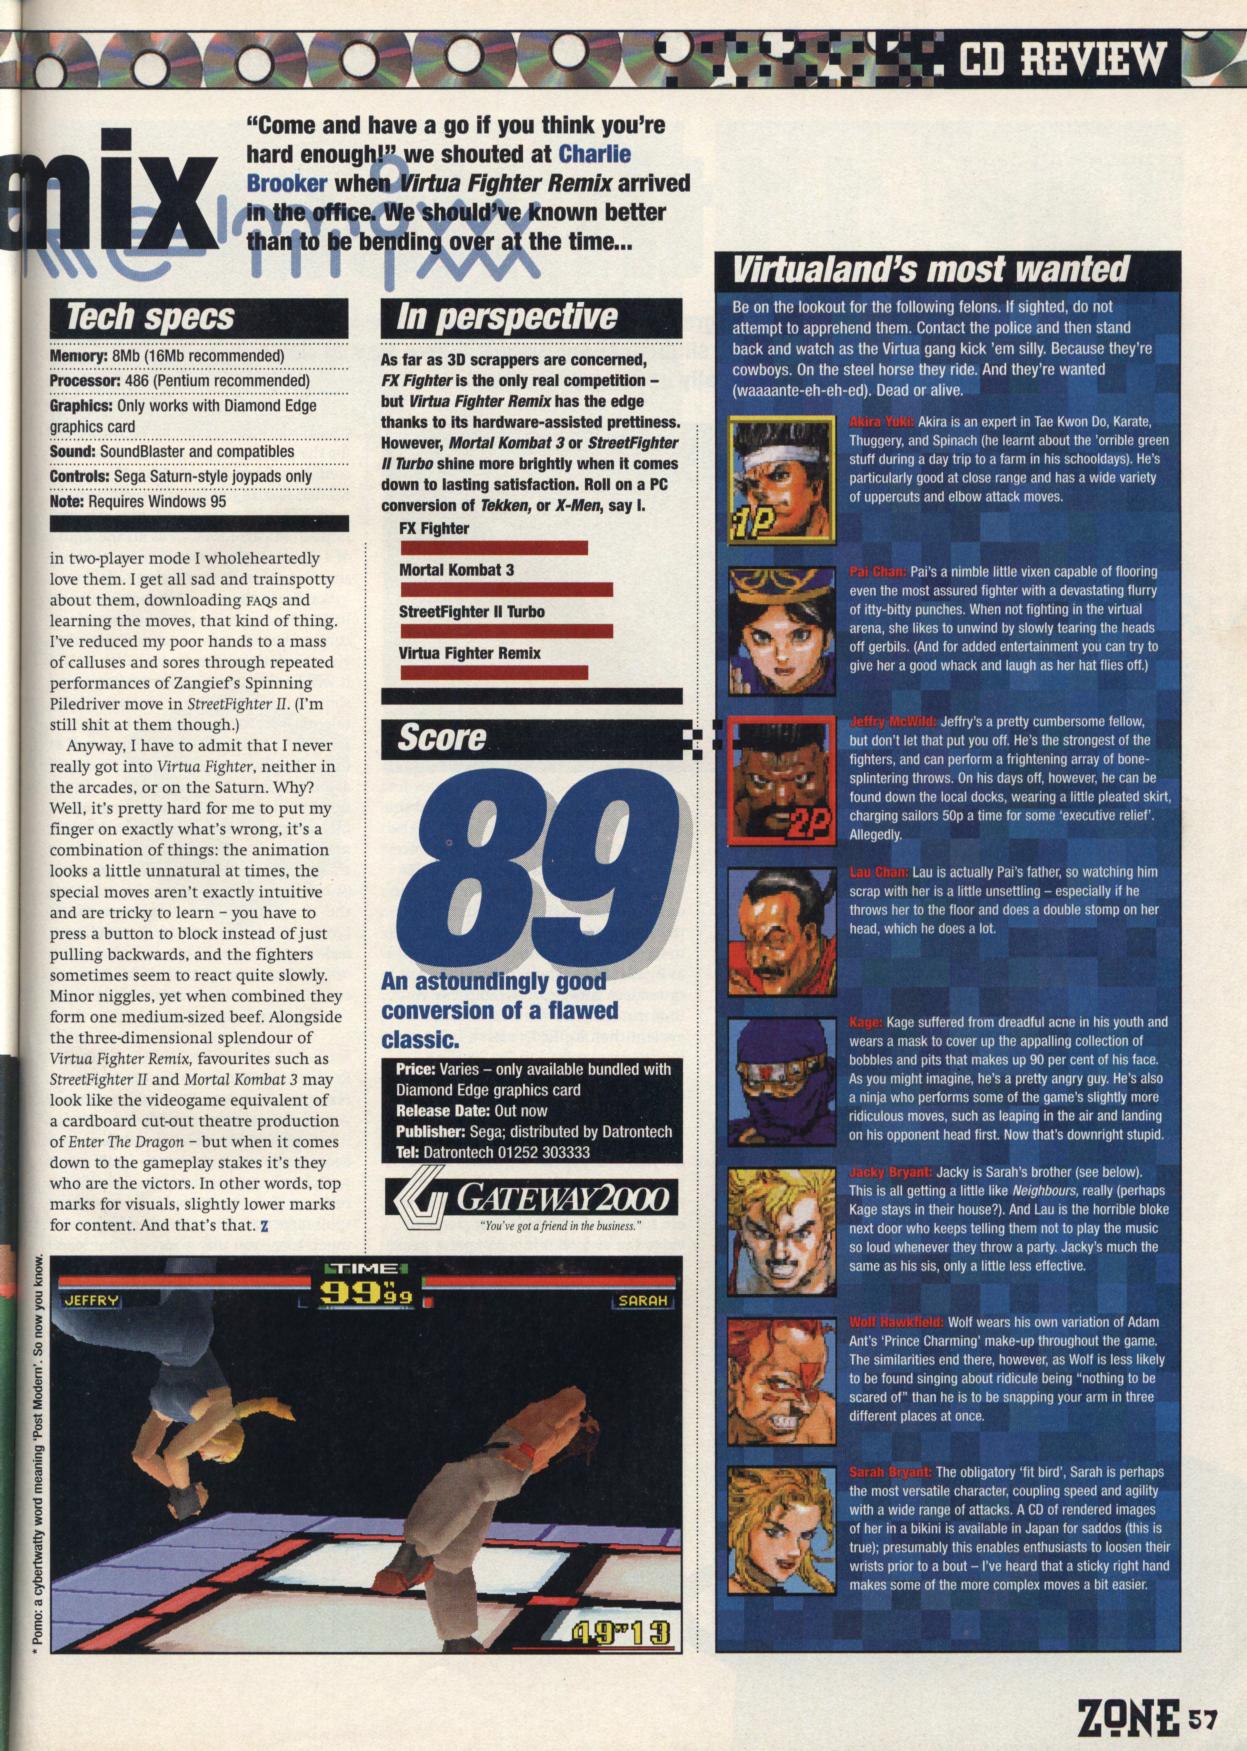 CD REVIEW
mix
"Come and have a go if you think you're
hard enough!" we shouted at Charlie
Brooker when Virtua Fighter Remix arrived
in the office. We should've known better
than to be bending over at the time...
Tech specs
Memory: 8Mb (16Mb recommended)
Processor: 486 (Pentium recommended)
Graphics: Only works with Diamond Edge
graphics card
Sound: SoundBlaster and compatibles
Controls: Sega Saturn-style joypads only
Note: Requires Windows 95
in two-player mode I wholeheartedly
love them. I get all sad and trainspotty
about them, downloading FAQs and
learning the moves, that kind of thing.
I've reduced my poor hands to a mass
of calluses and sores through repeated
performances of Zangief's Spinning
Piledriver move in StreetFighter II. (I'm
still shit at them though.)
Anyway, I have to admit that I never
really got into Virtua Fighter, neither in
the arcades, or on the Saturn. Why?
Well, it's pretty hard for me to put my
finger on exactly what's wrong, it's a
combination of things: the animation
looks a little unnatural at times, the
special moves aren't exactly intuitive
and are tricky to learn – you have to
press a button to block instead of just
pulling backwards, and the fighters
sometimes seem to react quite slowly.
Minor niggles, yet when combined they
form one medium-sized beef. Alongside
the three-dimensional splendour of
Virtua Fighter Remix, favourites such as
StreetFighter II and Mortal Kombat 3 may
look like the videogame equivalent of
a cardboard cut-out theatre production
of Enter The Dragon – but when it comes
down to the gameplay stakes it's they
who are the victors. In other words, top
marks for visuals, slightly lower marks
for content. And that's that. Z
In perspective
As far as 3D scrappers are concerned,
FX Fighter is the only real competition –
but Virtua Fighter Remix has the edge
thanks to its hardware-assisted prettiness.
However, Mortal Kombat 3 or StreetFighter
II Turbo shine more brightly when it comes
down to lasting satisfaction. Roll on a PC
conversion of Tekken, or X-Men, say I.
FX Fighter
Mortal Kombat 3
StreetFighter II Turbo
Virtua Fighter Remix
Score
89
An astoundingly good
conversion of a flawed
classic.
Price: Varies – only available bundled with
Diamond Edge graphics card
Release Date: Out now
Publisher: Sega; distributed by Datrontech
Tel: Datrontech 01252 303333
GATEWAY2000
"You've got a friend in the business."
* Pomo: a cybertwatty word meaning 'Post Modern'. So now you know.
TIME
99"99
JEFFRY
SARAH
49"13
Virtualand's most wanted
Be on the lookout for the following felons. If sighted, do not
attempt to apprehend them. Contact the police and then stand
back and watch as the Virtua gang kick 'em silly. Because they're
cowboys. On the steel horse they ride. And they're wanted
(waaaante-eh-eh-ed). Dead or alive.
1P
Akira Yuki: Akira is an expert in Tae Kwon Do, Karate,
Thuggery, and Spinach (he learnt about the 'orrible green
stuff during a day trip to a farm in his schooldays). He's
particularly good at close range and has a wide variety
of uppercuts and elbow attack moves.
Pai Chan: Pai's a nimble little vixen capable of flooring
even the most assured fighter with a devastating flurry
of itty-bitty punches. When not fighting in the virtual
arena, she likes to unwind by slowly tearing the heads
off gerbils. (And for added entertainment you can try to
give her a good whack and laugh as her hat flies off.)
2P
Jeffry McWild: Jeffry's a pretty cumbersome fellow,
but don't let that put you off. He's the strongest of the
fighters, and can perform a frightening array of bone-
splintering throws. On his days off, however, he can be
found down the local docks, wearing a little pleated skirt,
charging sailors 50p a time for some 'executive relief'.
Allegedly.
Lau Chan: Lau is actually Pai's father, so watching him
scrap with her is a little unsettling – especially if he
throws her to the floor and does a double stomp on her
head, which he does a lot.
Kage: Kage suffered from dreadful acne in his youth and
wears a mask to cover up the appalling collection of
bobbles and pits that makes up 90 per cent of his face.
As you might imagine, he's a pretty angry guy. He's also
a ninja who performs some of the game's slightly more
ridiculous moves, such as leaping in the air and landing
on his opponent head first. Now that's downright stupid.
Jacky Bryant: Jacky is Sarah's brother (see below).
This is all getting a little like Neighbours, really (perhaps
Kage stays in their house?). And Lau is the horrible bloke
next door who keeps telling them not to play the music
so loud whenever they throw a party. Jacky's much the
same as his sis, only a little less effective.
Wolf Hawkfield: Wolf wears his own variation of Adam
Ant's 'Prince Charming' make-up throughout the game.
The similarities end there, however, as Wolf is less likely
to be found singing about ridicule being "nothing to be
scared of" than he is to be snapping your arm in three
different places at once.
Sarah Bryant: The obligatory 'fit bird', Sarah is perhaps
the most versatile character, coupling speed and agility
with a wide range of attacks. A CD of rendered images
of her in a bikini is available in Japan for saddos (this is
true); presumably this enables enthusiasts to loosen their
wrists prior to a bout – I've heard that a sticky right hand
makes some of the more complex moves a bit easier.
ZONE 57